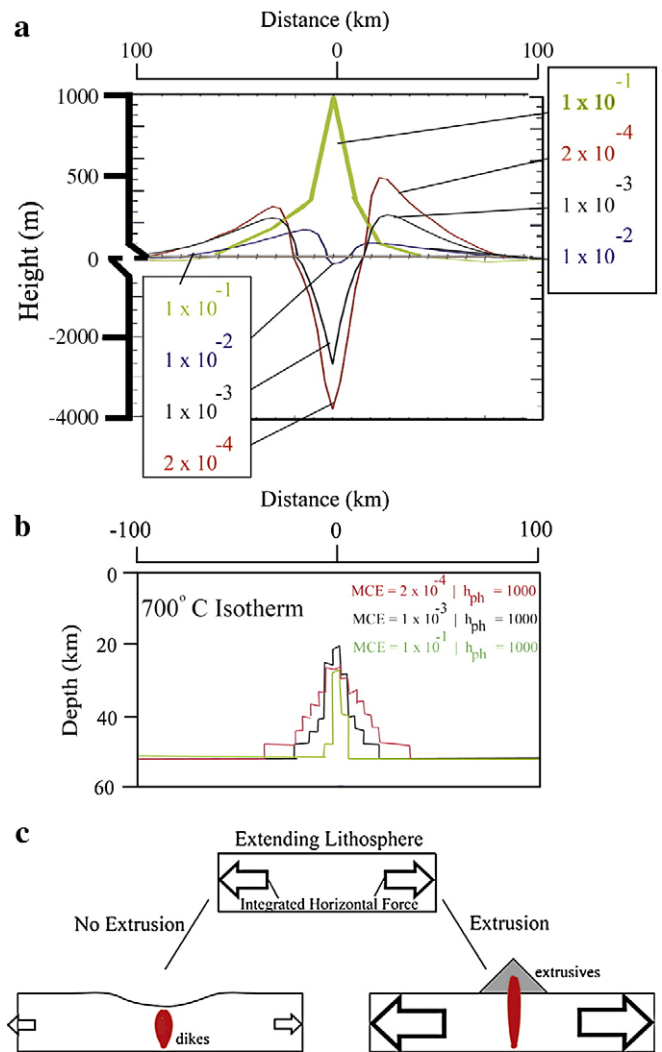 a
Distance (km)
100 0 100
1000
500
0
-2000
-4000
Height (m)
1 x 10^-1
2 x 10^-4
1 x 10^-3
1 x 10^-2
1 x 10^-1
1 x 10^-2
1 x 10^-3
2 x 10^-4
Distance (km)
b
-100 0 100
0
20
40
60
Depth (km)
700° C Isotherm
MCE = 2 x 10^-4 | h_ph = 1000
MCE = 1 x 10^-3 | h_ph = 1000
MCE = 1 x 10^-1 | h_ph = 1000
c
Extending Lithosphere
Integrated Horizontal Force
No Extrusion
Extrusion
extrusives
dikes